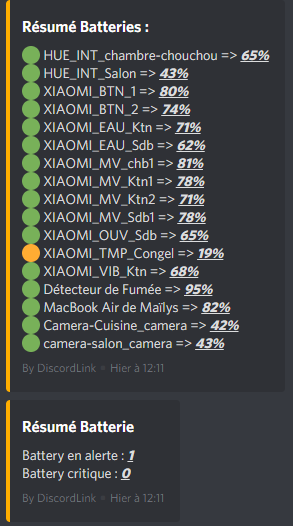 Résumé Batteries :
HUE_INT_chambre-chouchou => 65%
HUE_INT_Salon => 43%
XIAOMI_BTN_1 => 80%
XIAOMI_BTN_2 => 74%
XIAOMI_EAU_Ktn => 71%
XIAOMI_EAU_Sdb => 62%
XIAOMI_MV_chb1 => 81%
XIAOMI_MV_Ktn1 => 78%
XIAOMI_MV_Ktn2 => 71%
XIAOMI_MV_Sdb1 => 78%
XIAOMI_OUV_Sdb => 65%
XIAOMI_TMP_Congel => 19%
XIAOMI_VIB_Ktn => 68%
Détecteur de Fumée => 95%
MacBook Air de Maïlys => 82%
Camera-Cuisine_camera => 42%
camera-salon_camera => 43%
By DiscordLink • Hier à 12:11
Résumé Batterie
Battery en alerte : 1
Battery critique : 0
By DiscordLink • Hier à 12:11